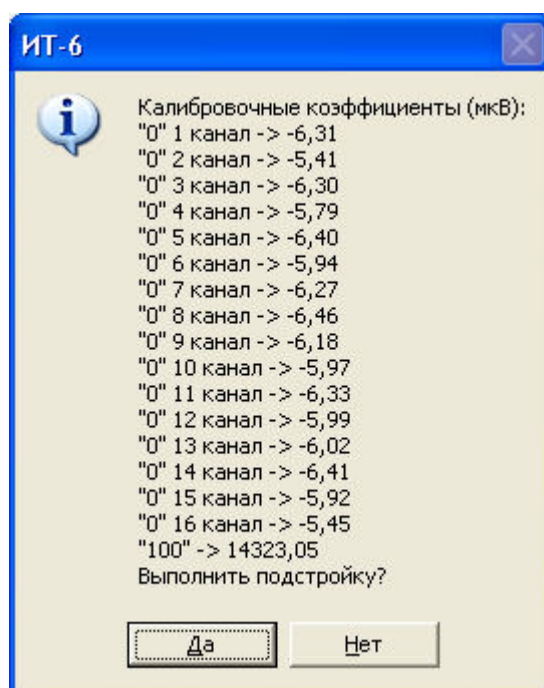 ИТ-6
Калибровочные коэффициенты (мкВ):
"0" 1 канал -> -6,31
"0" 2 канал -> -5,41
"0" 3 канал -> -6,30
"0" 4 канал -> -5,79
"0" 5 канал -> -6,40
"0" 6 канал -> -5,94
"0" 7 канал -> -6,27
"0" 8 канал -> -6,46
"0" 9 канал -> -6,18
"0" 10 канал -> -5,97
"0" 11 канал -> -6,33
"0" 12 канал -> -5,99
"0" 13 канал -> -6,02
"0" 14 канал -> -6,41
"0" 15 канал -> -5,92
"0" 16 канал -> -5,45
"100" -> 14323,05
Выполнить подстройку?
Да Нет